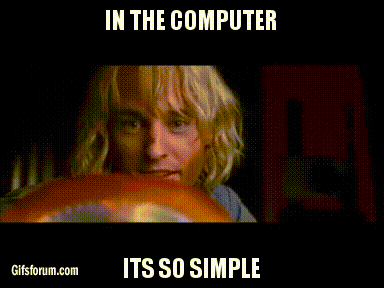 IN THE COMPUTER
ITS SO SIMPLE
Gifsforum.com